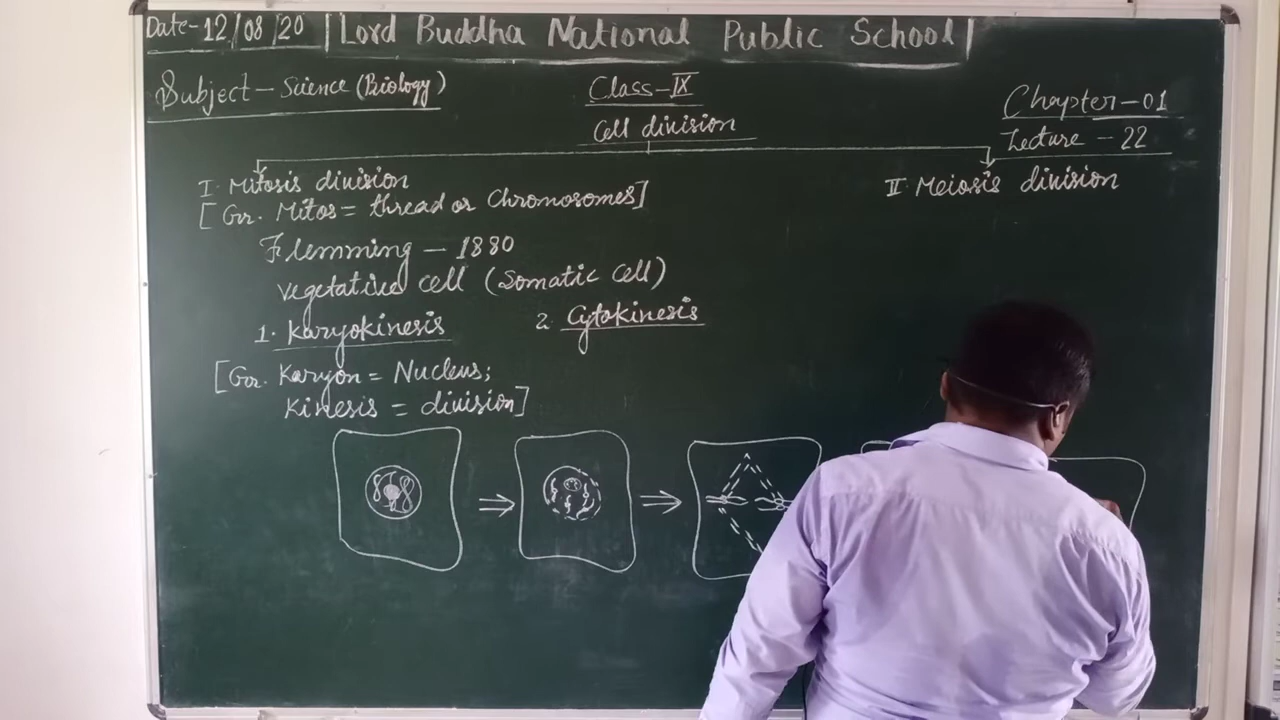 Date-12/08/20 | Lord Buddha National Public School |
Subject - Science (Biology)
Class-IX
Chapter-01
Cell division
Lecture - 22
I. Mitosis division
II. Meiosis division
[Gr. Mitos = thread or Chromosomes]
Flemming - 1880
Vegetative cell (Somatic cell)
1. Karyokinesis
2. Cytokinesis
[Gr. Karyon = Nucleus;
Kinesis = division]